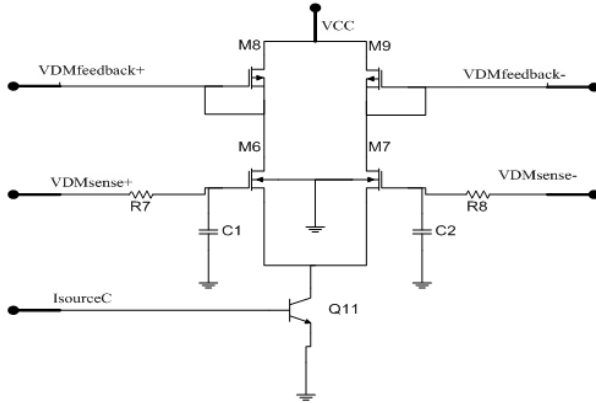 VCC
M8
M9
VDMfeedback+
VDMfeedback-
M6
M7
VDMsense+
VDMsense-
R7
R8
C1
C2
IsourceC
Q11